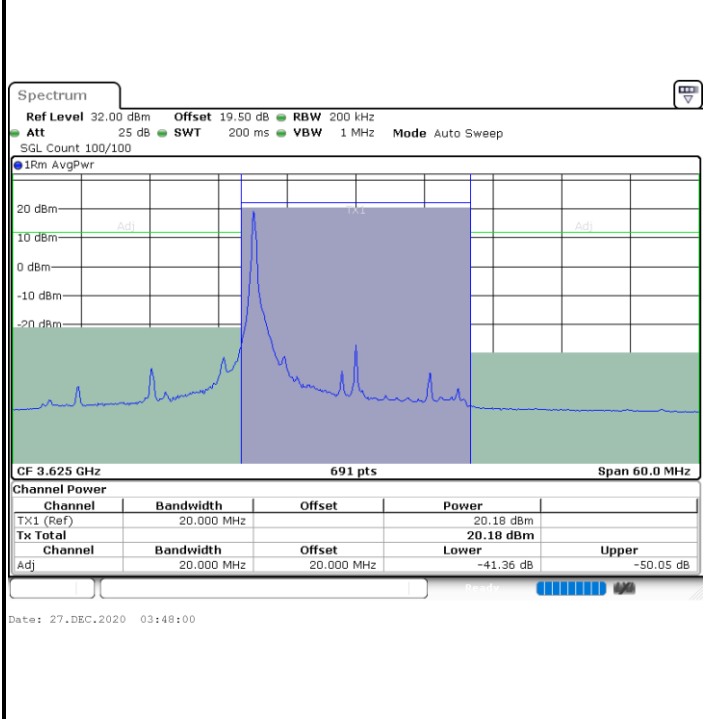 Spectrum
Ref Level 32.00 dBm Offset 19.50 dB RBW 200 kHz
Att 25 dB SWT 200 ms VBW 1 MHz Mode Auto Sweep
SGL Count 100/100
1Rm AvgPwr
20 dBm
TX1
Adj
Adj
10 dBm
0 dBm
-10 dBm
-20 dBm
CF 3.625 GHz 691 pts Span 60.0 MHz
Channel Power
Channel Bandwidth Offset Power
TX1 (Ref) 20.000 MHz 20.18 dBm
Tx Total 20.18 dBm
Channel Bandwidth Offset Lower Upper
Adj 20.000 MHz 20.000 MHz -41.36 dB -50.05 dB
Ready
Date: 27.DEC.2020 03:48:00